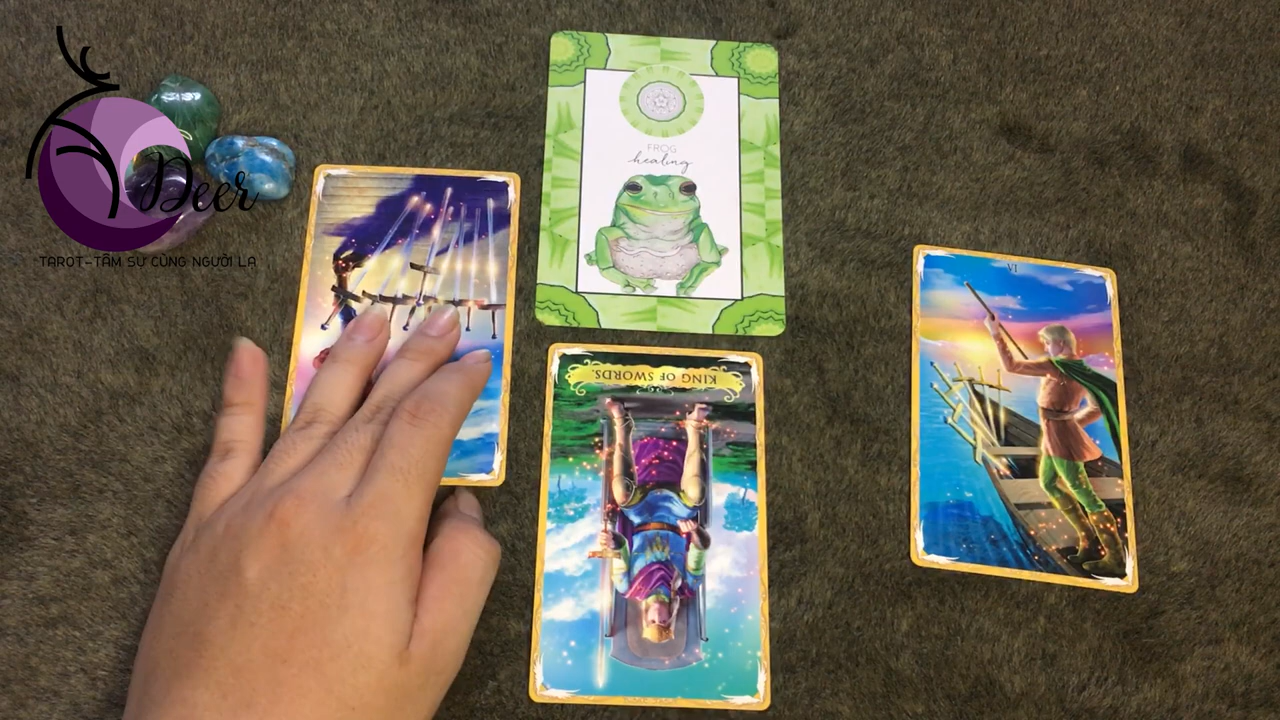 Deer
TAROT-TÂM SỰ CÙNG NGƯỜI LẠ
FROG
healing
KING OF SWORDS.
VI